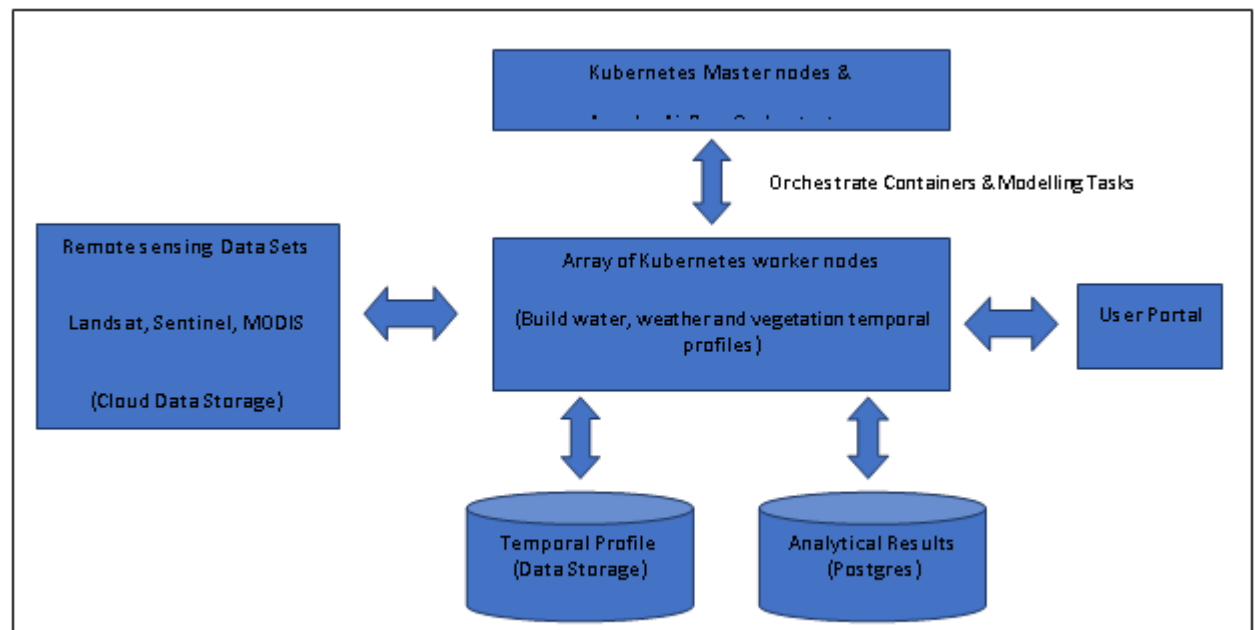 Kubernetes Master nodes &
Orchestrate Containers & Modelling Tasks
Remote sensing Data Sets
Landsat, Sentinel, MODIS
(Cloud Data Storage)
Array of Kubernetes worker nodes
(Build water, weather and vegetation temporal
profiles)
User Portal
Temporal Profile
(Data Storage)
Analytical Results
(Postgres)